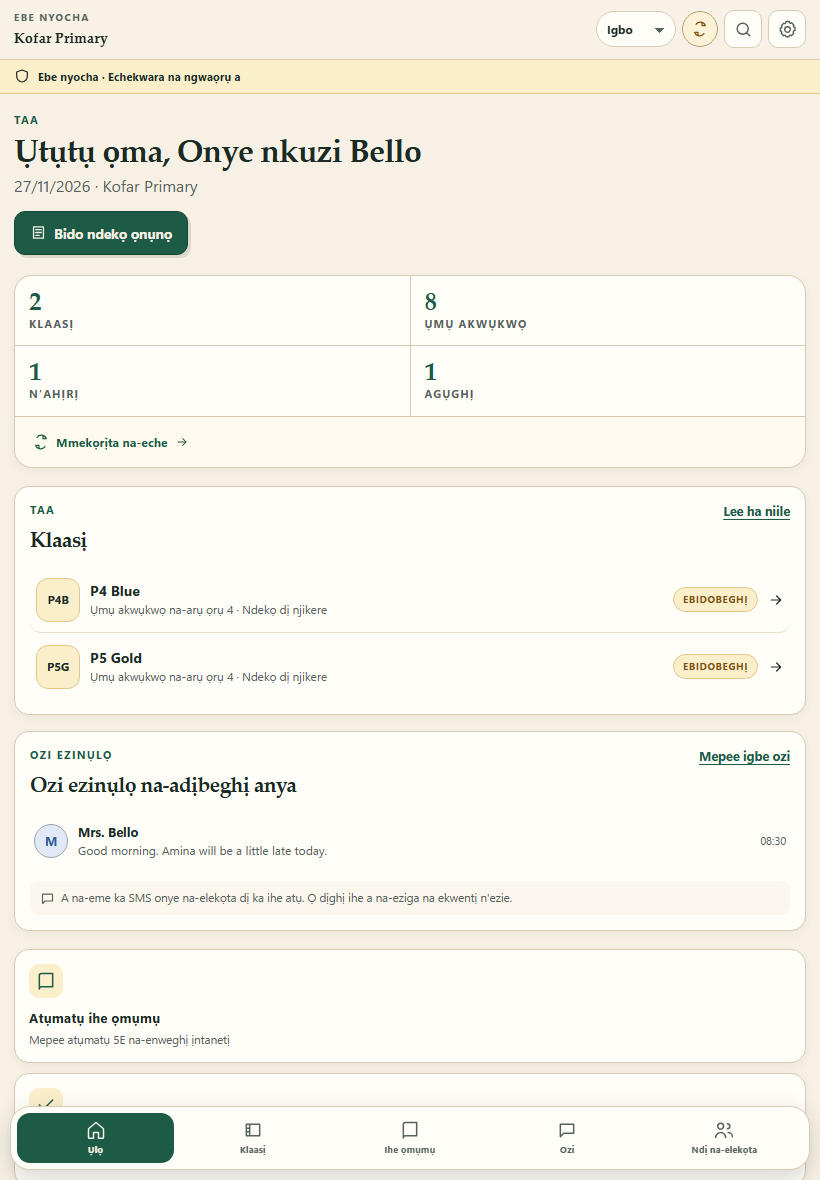 EBE NYOCHA
Kofar Primary
Igbo
Ebe nyocha · Echekwara na ngwaọrụ a
TAA
Ụtụtụ ọma, Onye nkuzi Bello
27/11/2026 · Kofar Primary
Bido ndekọ ọnụnọ
2
KLAASỊ
8
ỤMỤ AKWỤKWỌ
1
N'AHỊRỊ
1
AGỤGHỊ
Mmekọrịta na-eche
TAA
Lee ha niile
Klaasị
P4B
P4 Blue
Ụmụ akwụkwọ na-arụ ọrụ 4 · Ndekọ dị njikere
EBIDOBEGHỊ
P5G
P5 Gold
Ụmụ akwụkwọ na-arụ ọrụ 4 · Ndekọ dị njikere
EBIDOBEGHỊ
OZI EZINỤLỌ
Mepee igbe ozi
Ozi ezinụlọ na-adịbeghị anya
M
Mrs. Bello
Good morning. Amina will be a little late today.
08:30
A na-eme ka SMS onye na-elekọta dị ka ihe atụ. Ọ dịghị ihe a na-eziga na ekwentị n'ezie.
Atụmatụ ihe ọmụmụ
Mepee atụmatụ 5E na-enweghị ịntanetị
Ụlọ
Klaasị
Ihe ọmụmụ
Ozi
Ndị na-elekọta